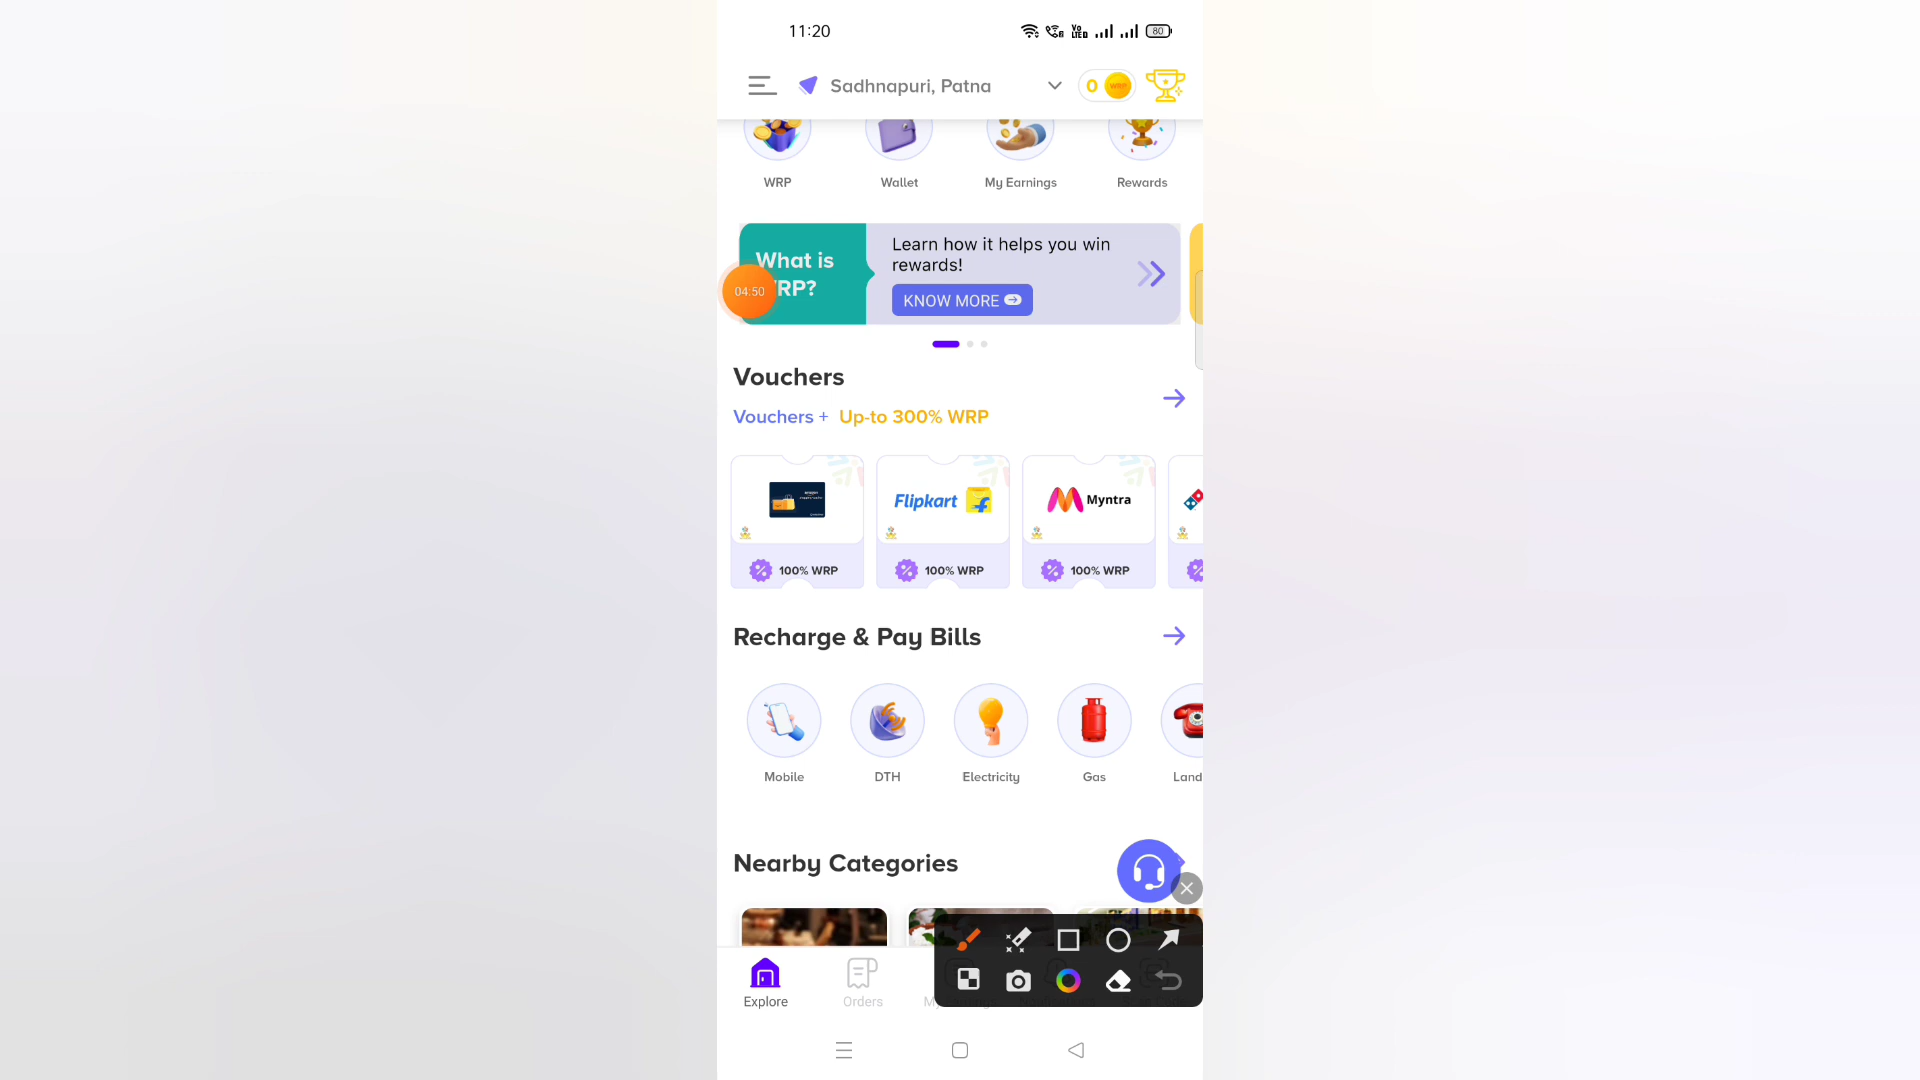 11:20
80
Sadhnapuri, Patna
0 WRP
WRP
Wallet
My Earnings
Rewards
What is
RP?
04:50
Learn how it helps you win
rewards!
KNOW MORE
Vouchers
Vouchers + Up-to 300% WRP
Flipkart
Myntra
100% WRP
100% WRP
100% WRP
Recharge & Pay Bills
Mobile
DTH
Electricity
Gas
Land
Nearby Categories
Explore
Orders